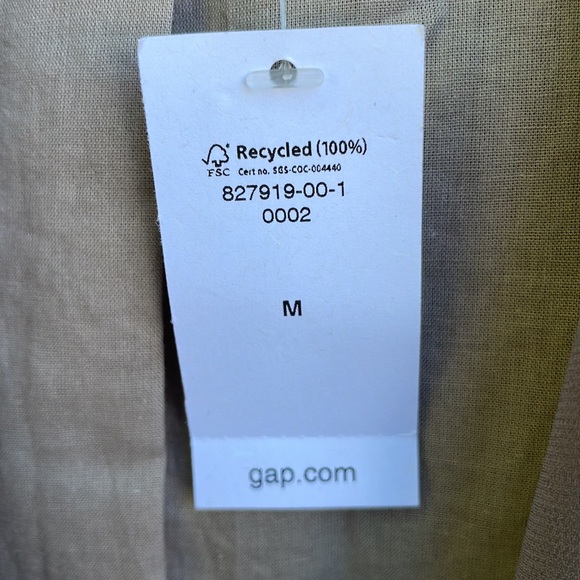 Recycled (100%)
FSC Cert no. SGS-COC-004440
827919-00-1
0002
M
gap.com